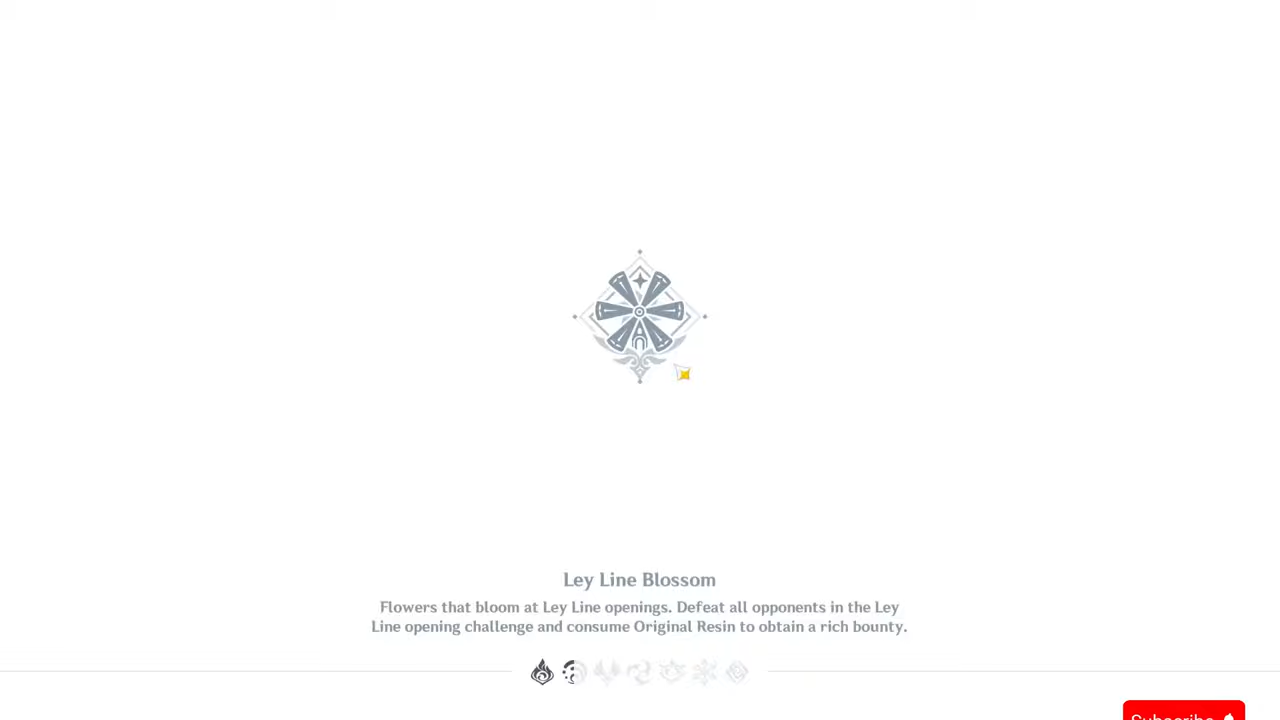 Ley Line Blossom
Flowers that bloom at Ley Line openings. Defeat all opponents in the Ley
Line opening challenge and consume Original Resin to obtain a rich bounty.
Subscribe